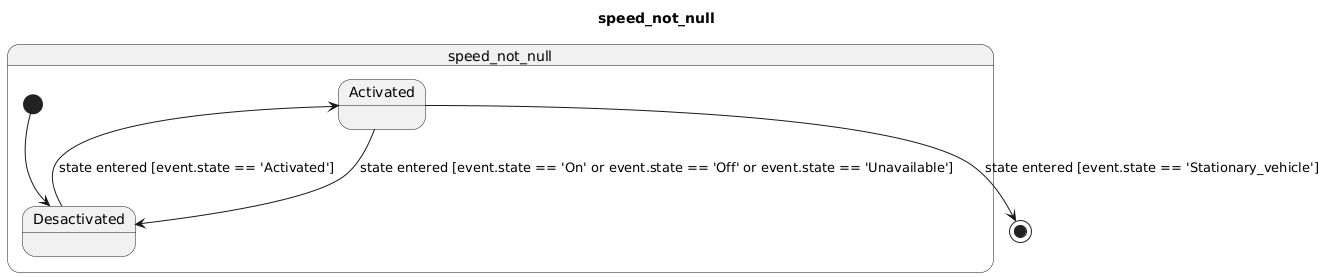 speed_not_null
speed_not_null
Activated
state entered [event.state == 'Activated']
state entered [event.state == 'On' or event.state == 'Off' or event.state == 'Unavailable']
state entered [event.state == 'Stationary_vehicle']
Desactivated